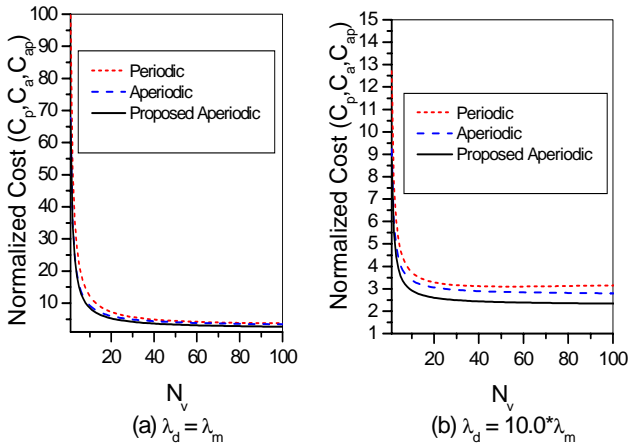 Normalized Cost (C_p, C_a, C_ap)
100
90
80
70
60
50
40
30
20
10
Periodic
Aperiodic
Proposed Aperiodic
20 40 60 80 100
N_v
(a) λ_d = λ_m
Normalized Cost (C_p, C_a, C_ap)
15
14
13
12
11
10
9
8
7
6
5
4
3
2
1
Periodic
Aperiodic
Proposed Aperiodic
20 40 60 80 100
N_v
(b) λ_d = 10.0*λ_m